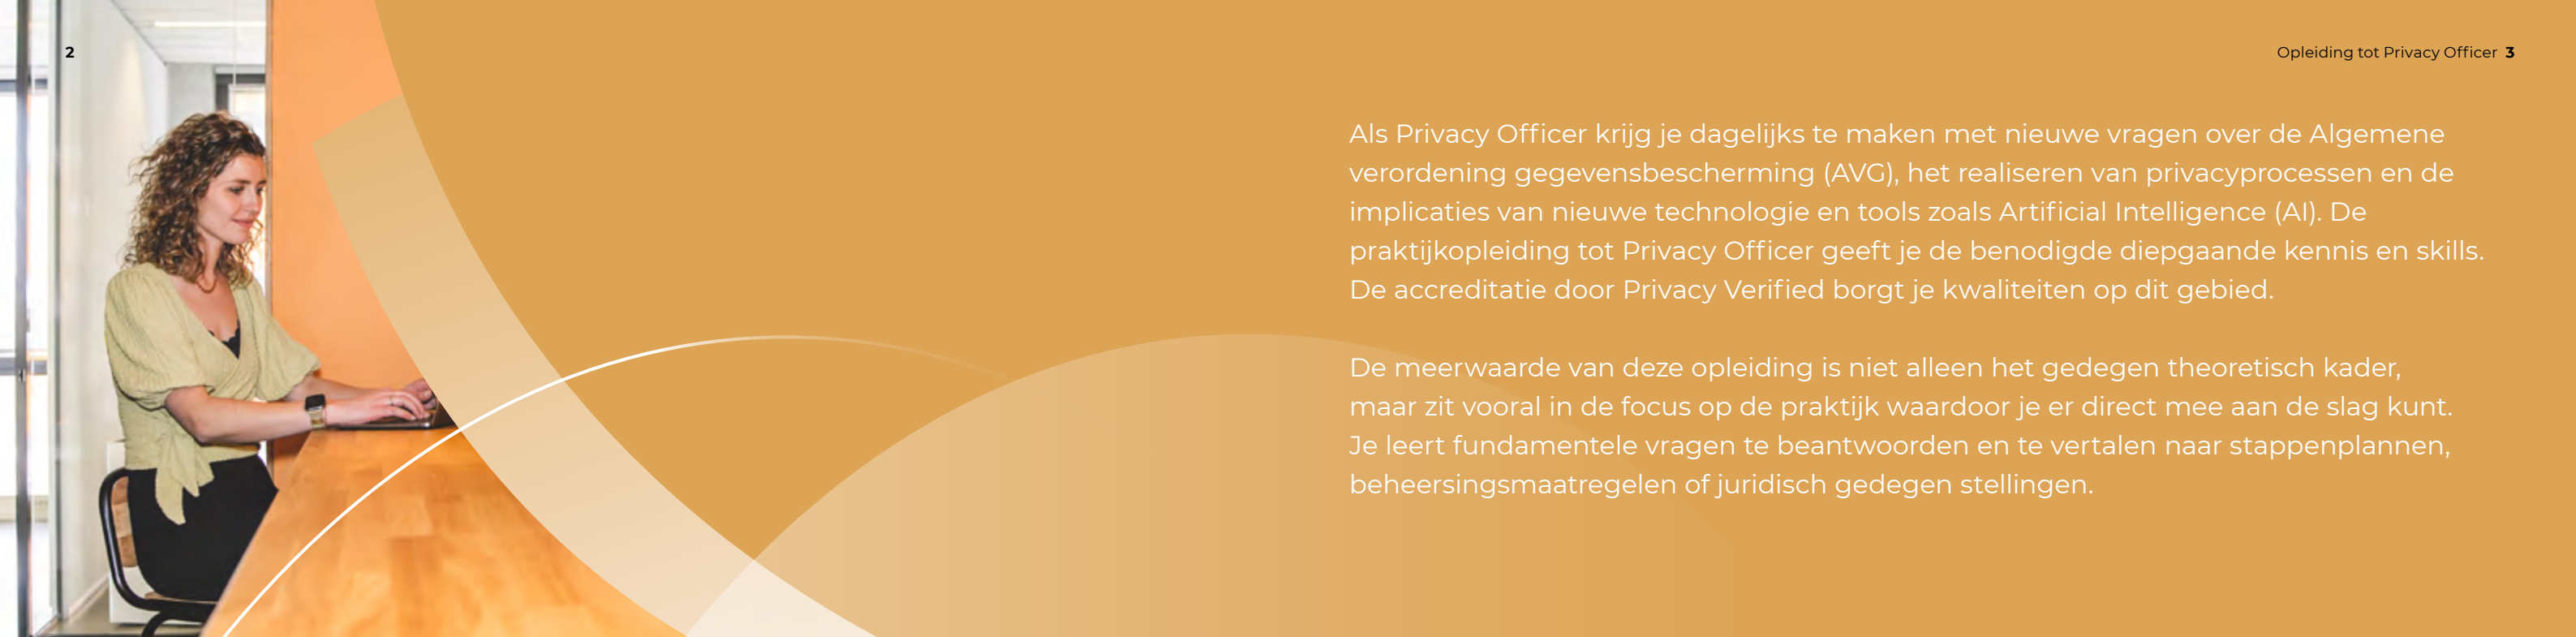 2
Opleiding tot Privacy Officer 3
Als Privacy Officer krijg je dagelijks te maken met nieuwe vragen over de Algemene
verordening gegevensbescherming (AVG), het realiseren van privacyprocessen en de
implicaties van nieuwe technologie en tools zoals Artificial Intelligence (AI). De
praktijkopleiding tot Privacy Officer geeft je de benodigde diepgaande kennis en skills.
De accreditatie door Privacy Verified borgt je kwaliteiten op dit gebied.
De meerwaarde van deze opleiding is niet alleen het gedegen theoretisch kader,
maar zit vooral in de focus op de praktijk waardoor je er direct mee aan de slag kunt.
Je leert fundamentele vragen te beantwoorden en te vertalen naar stappenplannen,
beheersingsmaatregelen of juridisch gedegen stellingen.